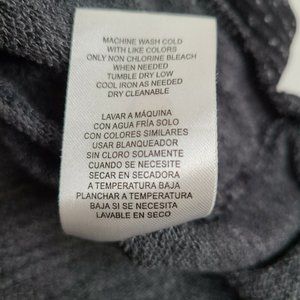 MACHINE WASH COLD
WITH LIKE COLORS
ONLY NON CHLORINE BLEACH
WHEN NEEDED
TUMBLE DRY LOW
COOL IRON AS NEEDED
DRY CLEANABLE
LAVAR A MÁQUINA
CON AGUA FRÍA SOLO
CON COLORES SIMILARES
USAR BLANQUEADOR
SIN CLORO SOLAMENTE
CUANDO SE NECESITE
SECAR EN SECADORA
A TEMPERATURA BAJA
PLANCHAR A TEMPERATURA
BAJA SI SE NECESITA
LAVABLE EN SECO